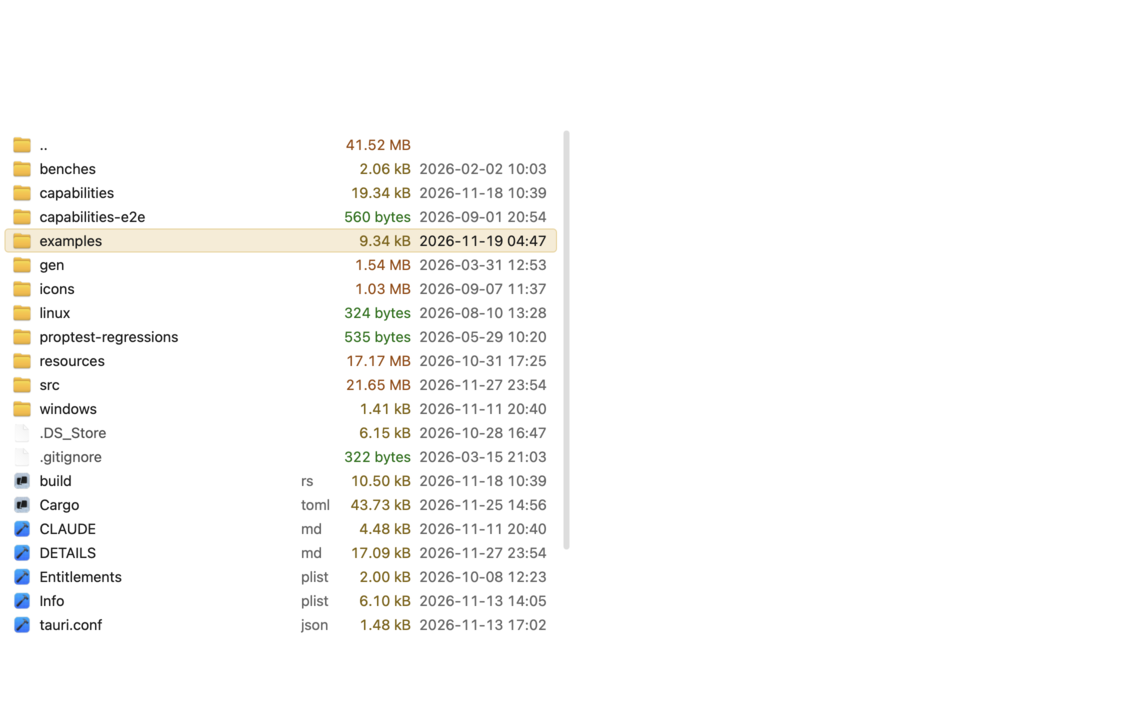 .. 41.52 MB
benches 2.06 kB 2026-02-02 10:03
capabilities 19.34 kB 2026-11-18 10:39
capabilities-e2e 560 bytes 2026-09-01 20:54
examples 9.34 kB 2026-11-19 04:47
gen 1.54 MB 2026-03-31 12:53
icons 1.03 MB 2026-09-07 11:37
linux 324 bytes 2026-08-10 13:28
proptest-regressions 535 bytes 2026-05-29 10:20
resources 17.17 MB 2026-10-31 17:25
src 21.65 MB 2026-11-27 23:54
windows 1.41 kB 2026-11-11 20:40
.DS_Store 6.15 kB 2026-10-28 16:47
.gitignore 322 bytes 2026-03-15 21:03
build rs 10.50 kB 2026-11-18 10:39
Cargo toml 43.73 kB 2026-11-25 14:56
CLAUDE md 4.48 kB 2026-11-11 20:40
DETAILS md 17.09 kB 2026-11-27 23:54
Entitlements plist 2.00 kB 2026-10-08 12:23
Info plist 6.10 kB 2026-11-13 14:05
tauri.conf json 1.48 kB 2026-11-13 17:02